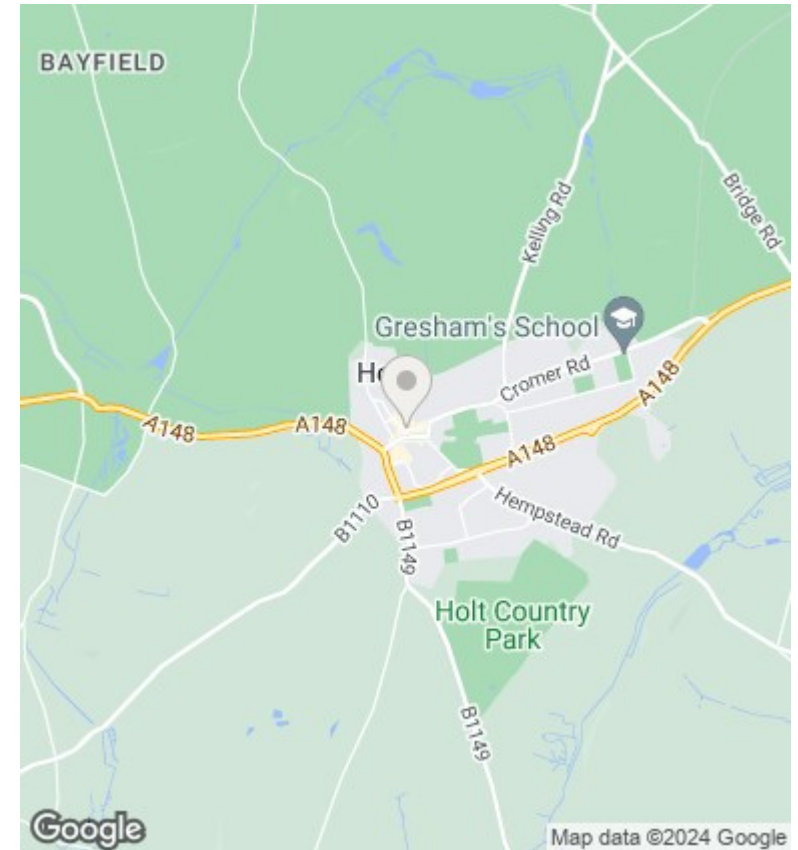 BAYFIELD
Kelling Rd
Bridge Rd
Gresham's School
Cromer Rd
A148
A148
A148
A148
Hempstead Rd
B1110
B1149
Holt Country
Park
B1149
Google
Map data ©2024 Google